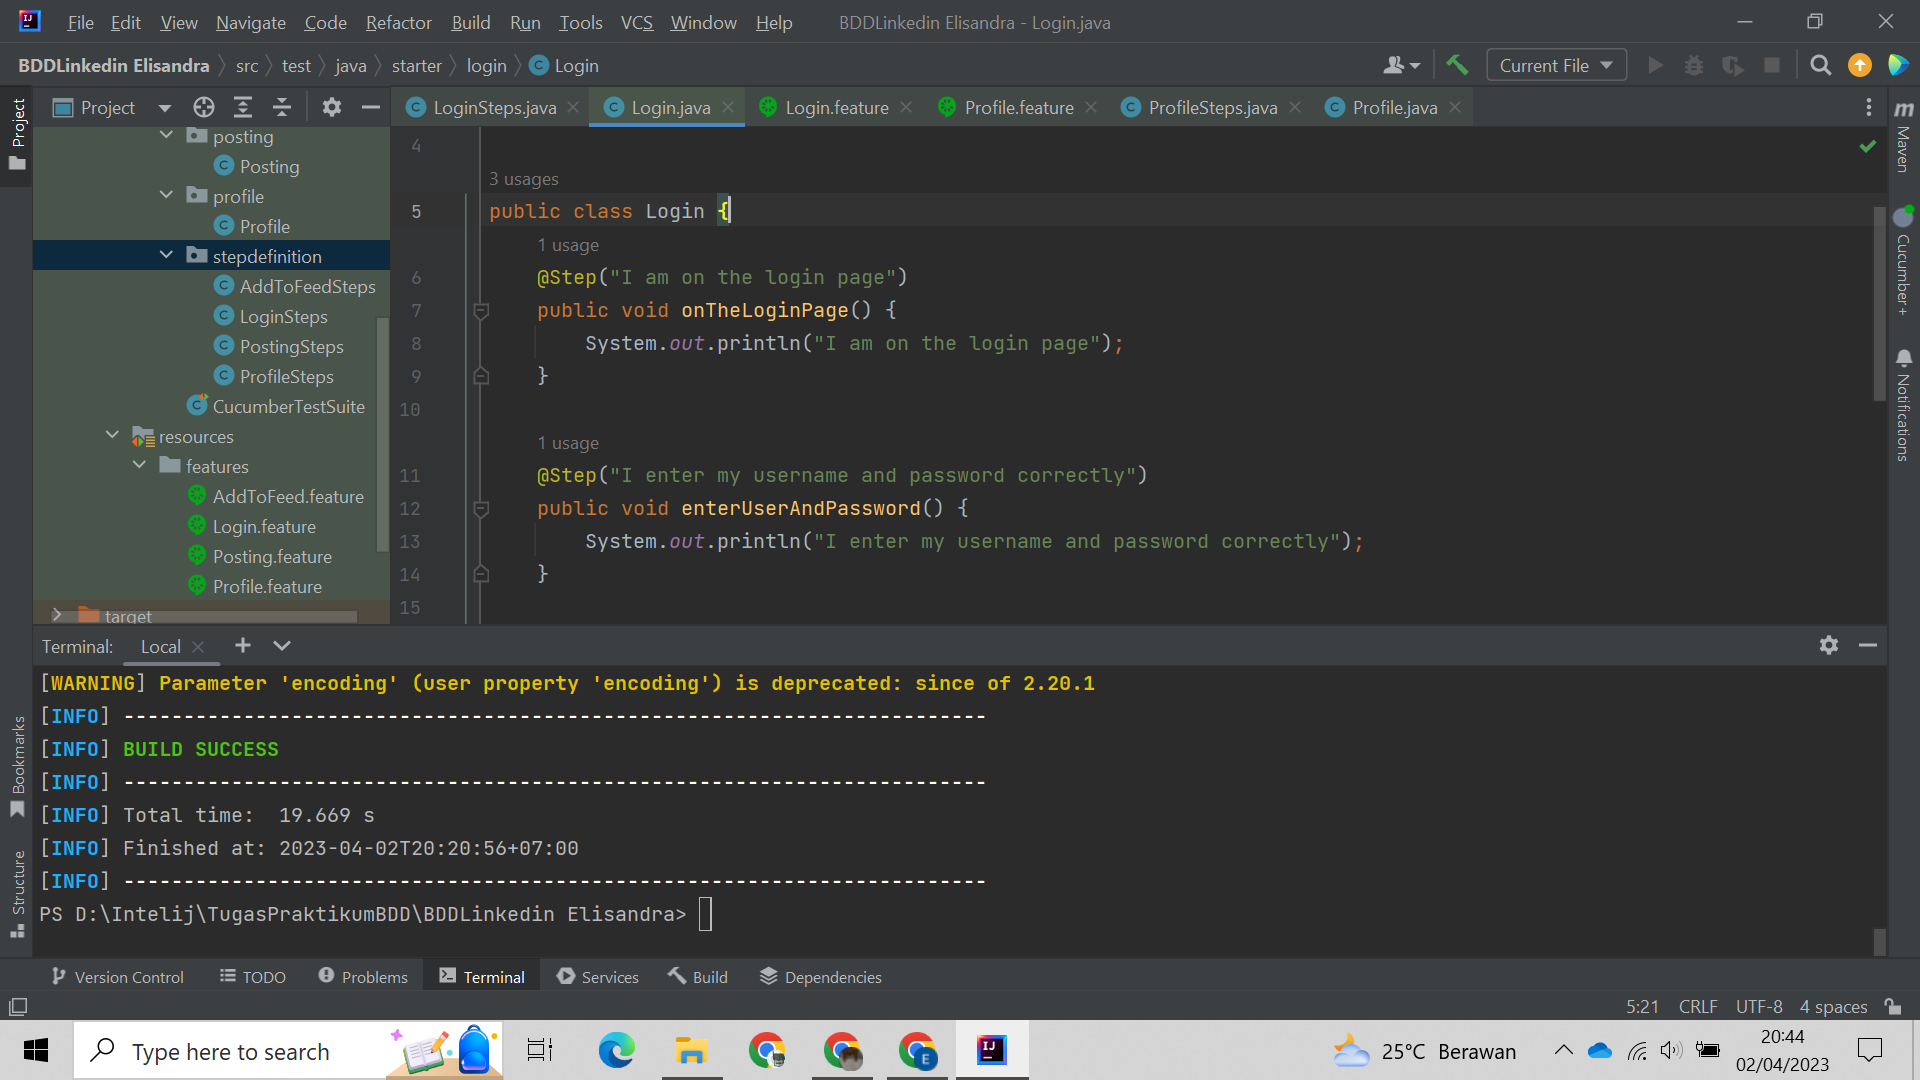 File Edit View Navigate Code Refactor Build Run Tools VCS Window Help BDDLinkedin Elisandra - Login.java
BDDLinkedin Elisandra src test java starter login Login Current File
Project LoginSteps.java Login.java Login.feature Profile.feature ProfileSteps.java Profile.java
Project
posting
Posting
profile
Profile
stepdefinition
AddToFeedSteps
LoginSteps
PostingSteps
ProfileSteps
CucumberTestSuite
resources
features
AddToFeed.feature
Login.feature
Posting.feature
Profile.feature
target
4
3 usages
5 public class Login {
1 usage
6 @Step("I am on the login page")
7 public void onTheLoginPage() {
8 System.out.println("I am on the login page");
9 }
10
1 usage
11 @Step("I enter my username and password correctly")
12 public void enterUserAndPassword() {
13 System.out.println("I enter my username and password correctly");
14 }
15
Maven
Cucumber+
Notifications
Terminal: Local
[WARNING] Parameter 'encoding' (user property 'encoding') is deprecated: since of 2.20.1
[INFO] ------------------------------------------------------------------------
[INFO] BUILD SUCCESS
[INFO] ------------------------------------------------------------------------
[INFO] Total time:  19.669 s
[INFO] Finished at: 2023-04-02T20:20:56+07:00
[INFO] ------------------------------------------------------------------------
PS D:\Intelij\TugasPraktikumBDD\BDDLinkedin Elisandra>
Bookmarks
Structure
Version Control TODO Problems Terminal Services Build Dependencies
5:21 CRLF UTF-8 4 spaces
Type here to search
25°C Berawan
20:44
02/04/2023